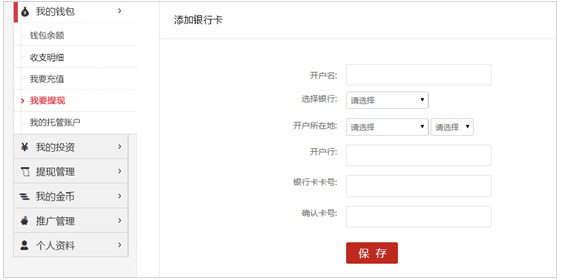 我的钱包
钱包余额
收支明细
我要充值
我要提现
我的托管账户
我的投资
提现管理
我的金币
推广管理
个人资料
添加银行卡
开户名:
选择银行: 请选择
开户所在地: 请选择 请选择
开户行:
银行卡卡号:
确认卡号:
保 存